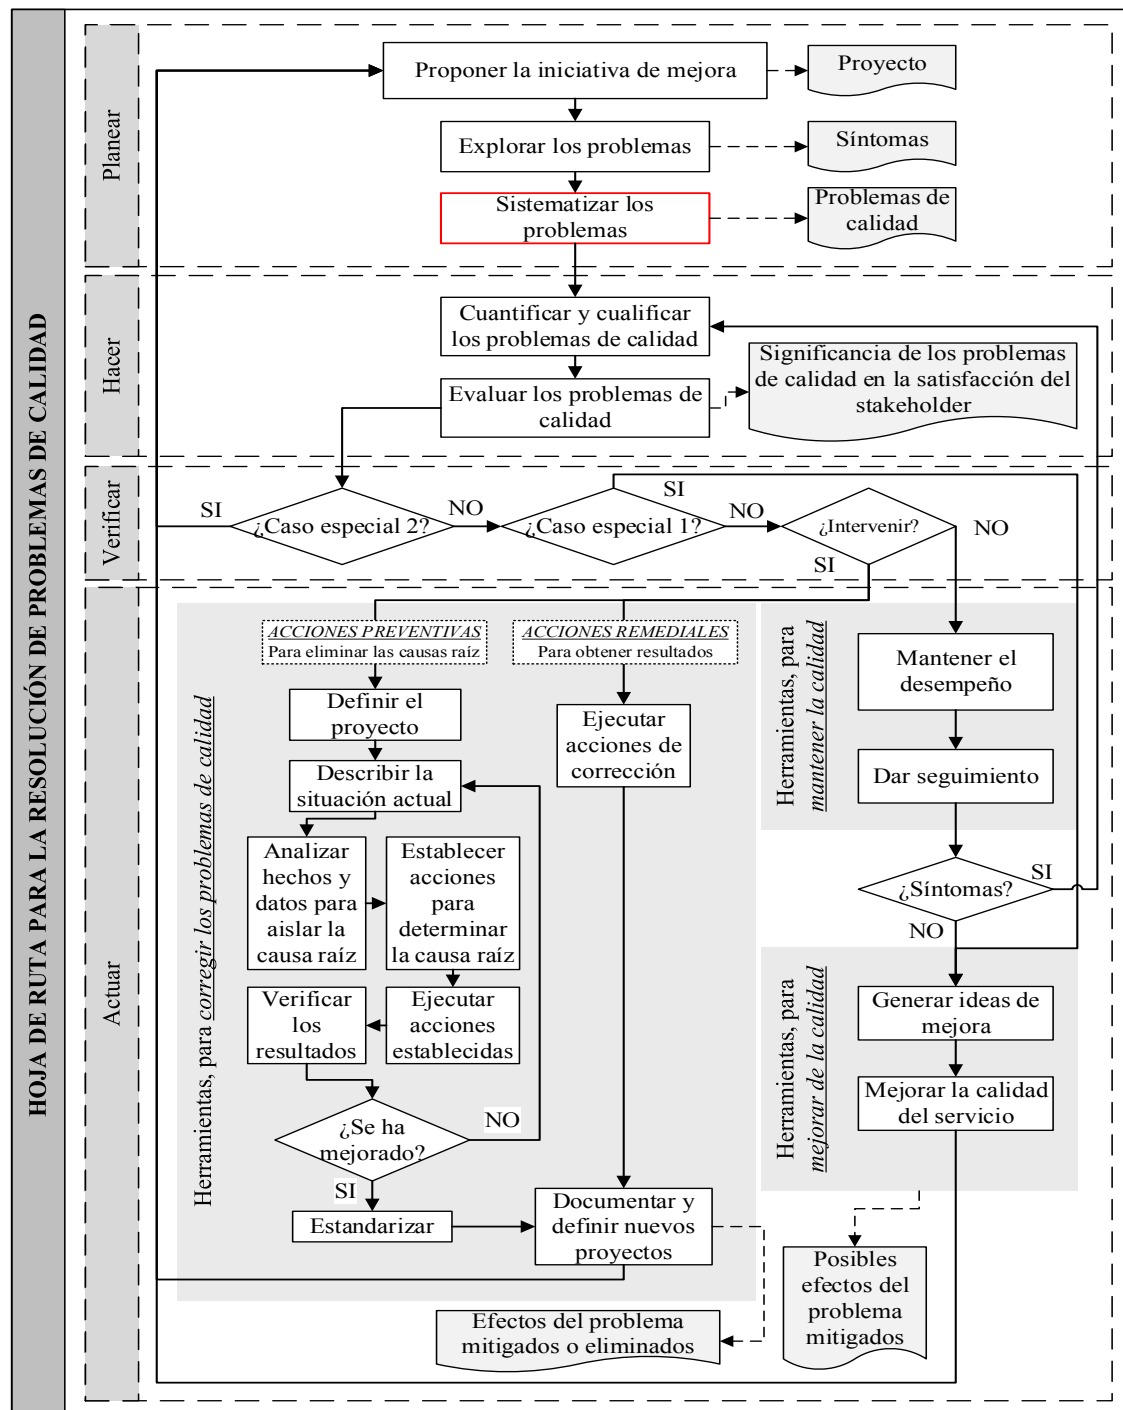 HOJA DE RUTA PARA LA RESOLUCIÓN DE PROBLEMAS DE CALIDAD
Planear
Proponer la iniciativa de mejora
Proyecto
Explorar los problemas
Síntomas
Sistematizar los
problemas
Problemas de
calidad
Hacer
Cuantificar y cualificar
los problemas de calidad
Evaluar los problemas de
calidad
Significancia de los problemas
de calidad en la satisfacción del
stakeholder
Verificar
SI
¿Caso especial 2?
NO
¿Caso especial 1?
SI
NO
¿Intervenir?
NO
SI
Actuar
Herramientas, para corregir los problemas de calidad
ACCIONES PREVENTIVAS
Para eliminar las causas raíz
ACCIONES REMEDIALES
Para obtener resultados
Definir el
proyecto
Describir la
situación actual
Analizar
hechos y
datos para
aislar la
causa raíz
Establecer
acciones
para
determinar
la causa raíz
Verificar
los
resultados
Ejecutar
acciones
establecidas
¿Se ha
mejorado?
NO
SI
Estandarizar
Ejecutar
acciones de
corrección
Documentar y
definir nuevos
proyectos
Efectos del problema
mitigados o eliminados
Herramientas, para
mantener la calidad
Mantener el
desempeño
Dar seguimiento
¿Síntomas?
SI
NO
Herramientas, para
mejorar de la calidad
Generar ideas de
mejora
Mejorar la calidad
del servicio
Posibles
efectos del
problema
mitigados